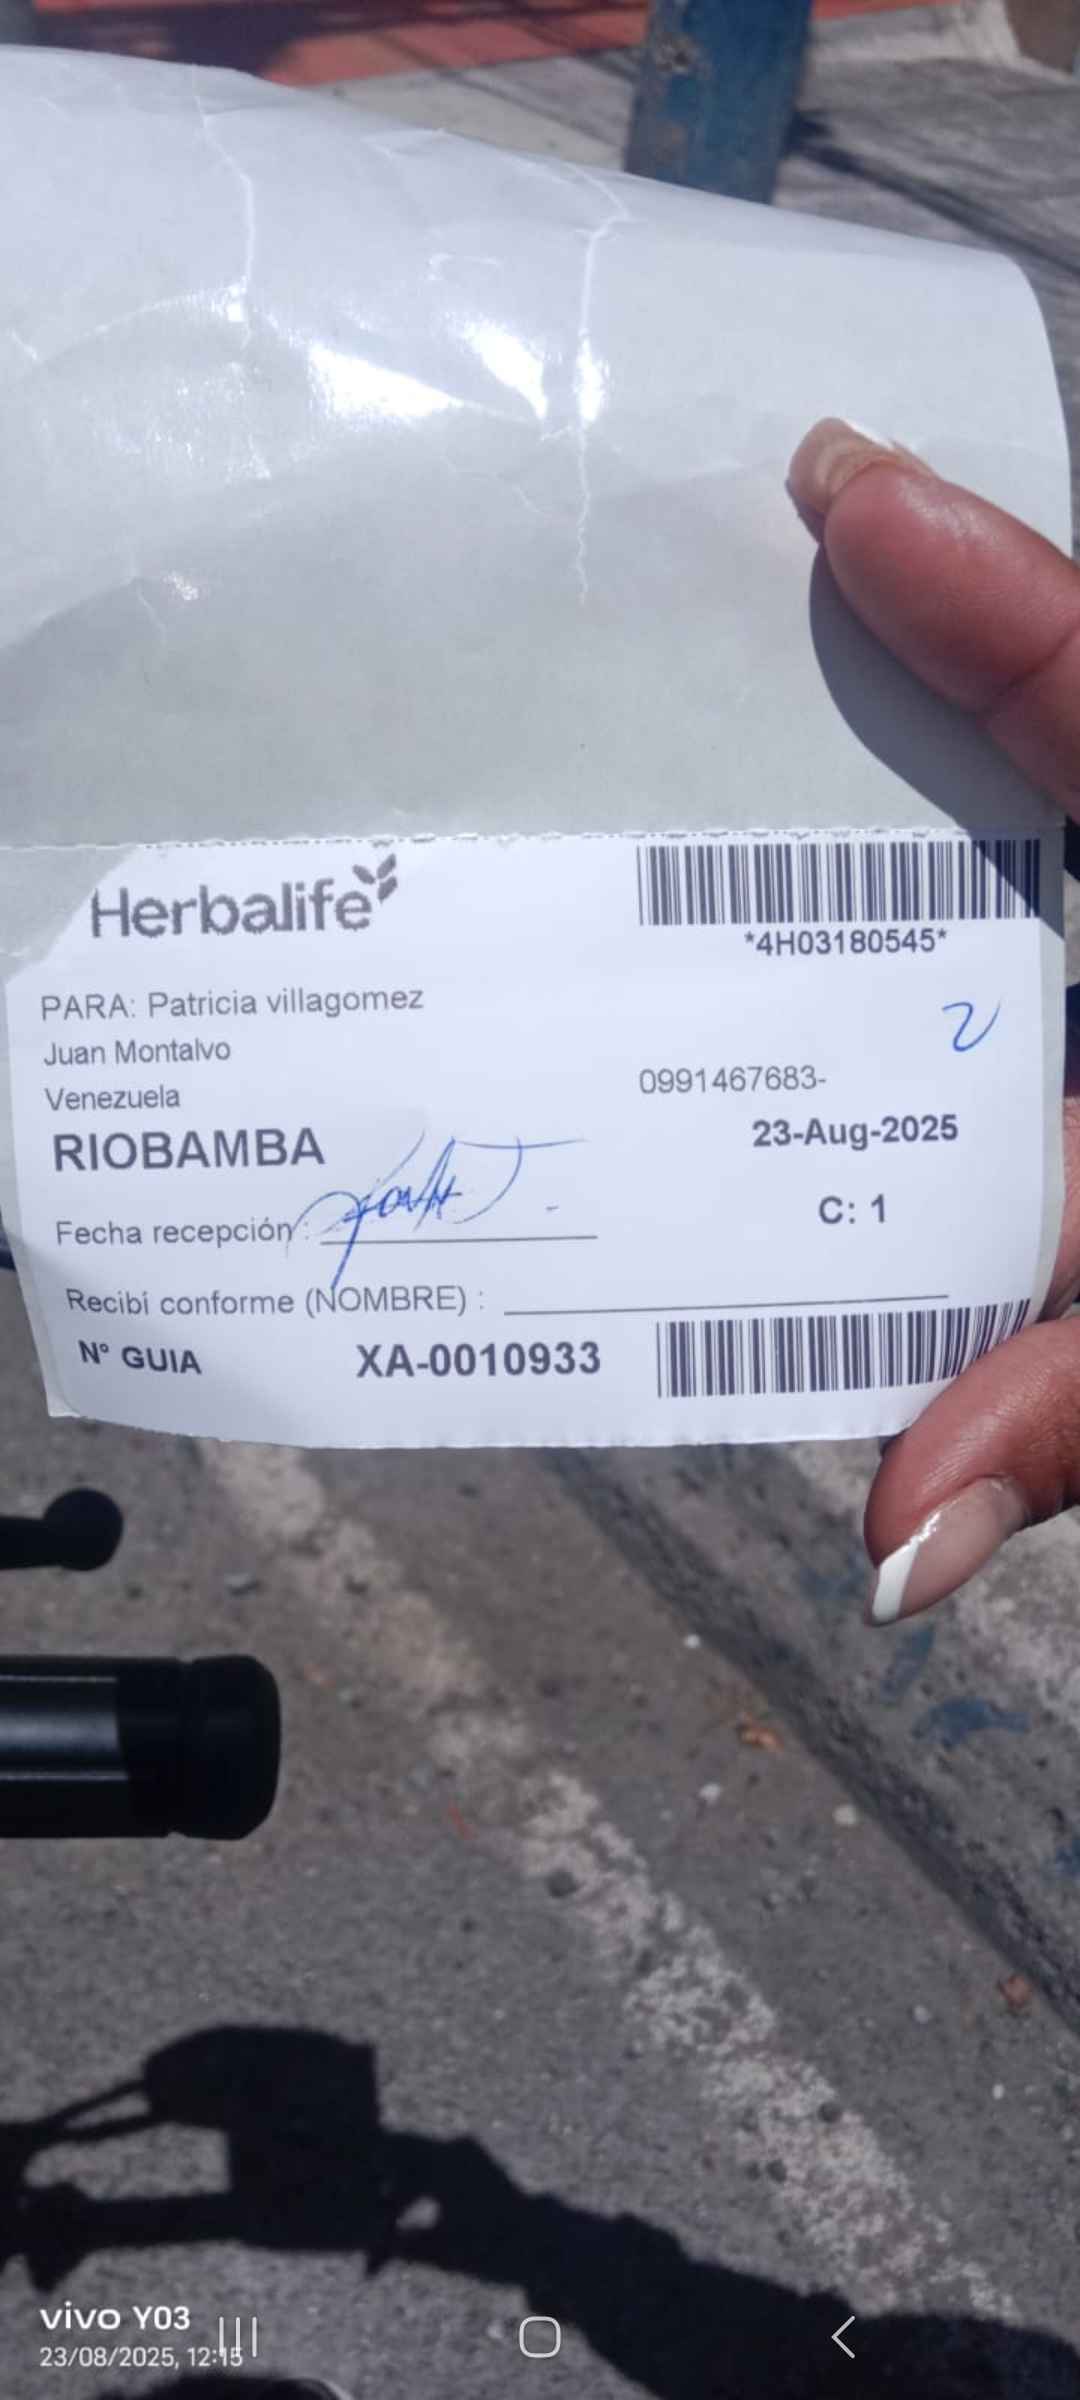 Herbalife
*4H03180545*
PARA: Patricia villagomez
Juan Montalvo
2
Venezuela
0991467683-
RIOBAMBA
23-Aug-2025
Fecha recepción :
C: 1
Recibí conforme (NOMBRE) :
N° GUIA XA-0010933
vivo Y03
23/08/2025, 12:15